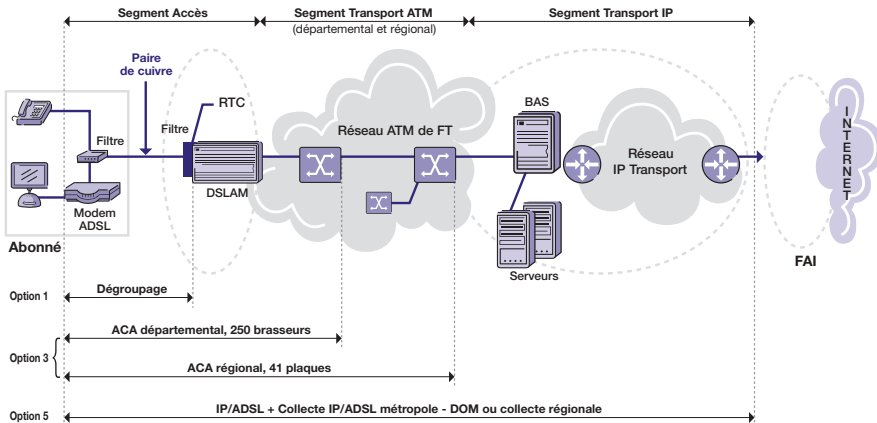 Segment Accès
Segment Transport ATM
(départemental et régional)
Segment Transport IP
Paire
de cuivre
RTC
BAS
Filtre
Filtre
Réseau ATM de FT
Réseau
IP Transport
INTERNET
Modem
ADSL
DSLAM
Abonné
Serveurs
FAI
Option 1
Dégroupage
ACA départemental, 250 brasseurs
Option 3
ACA régional, 41 plaques
Option 5
IP/ADSL + Collecte IP/ADSL métropole - DOM ou collecte régionale